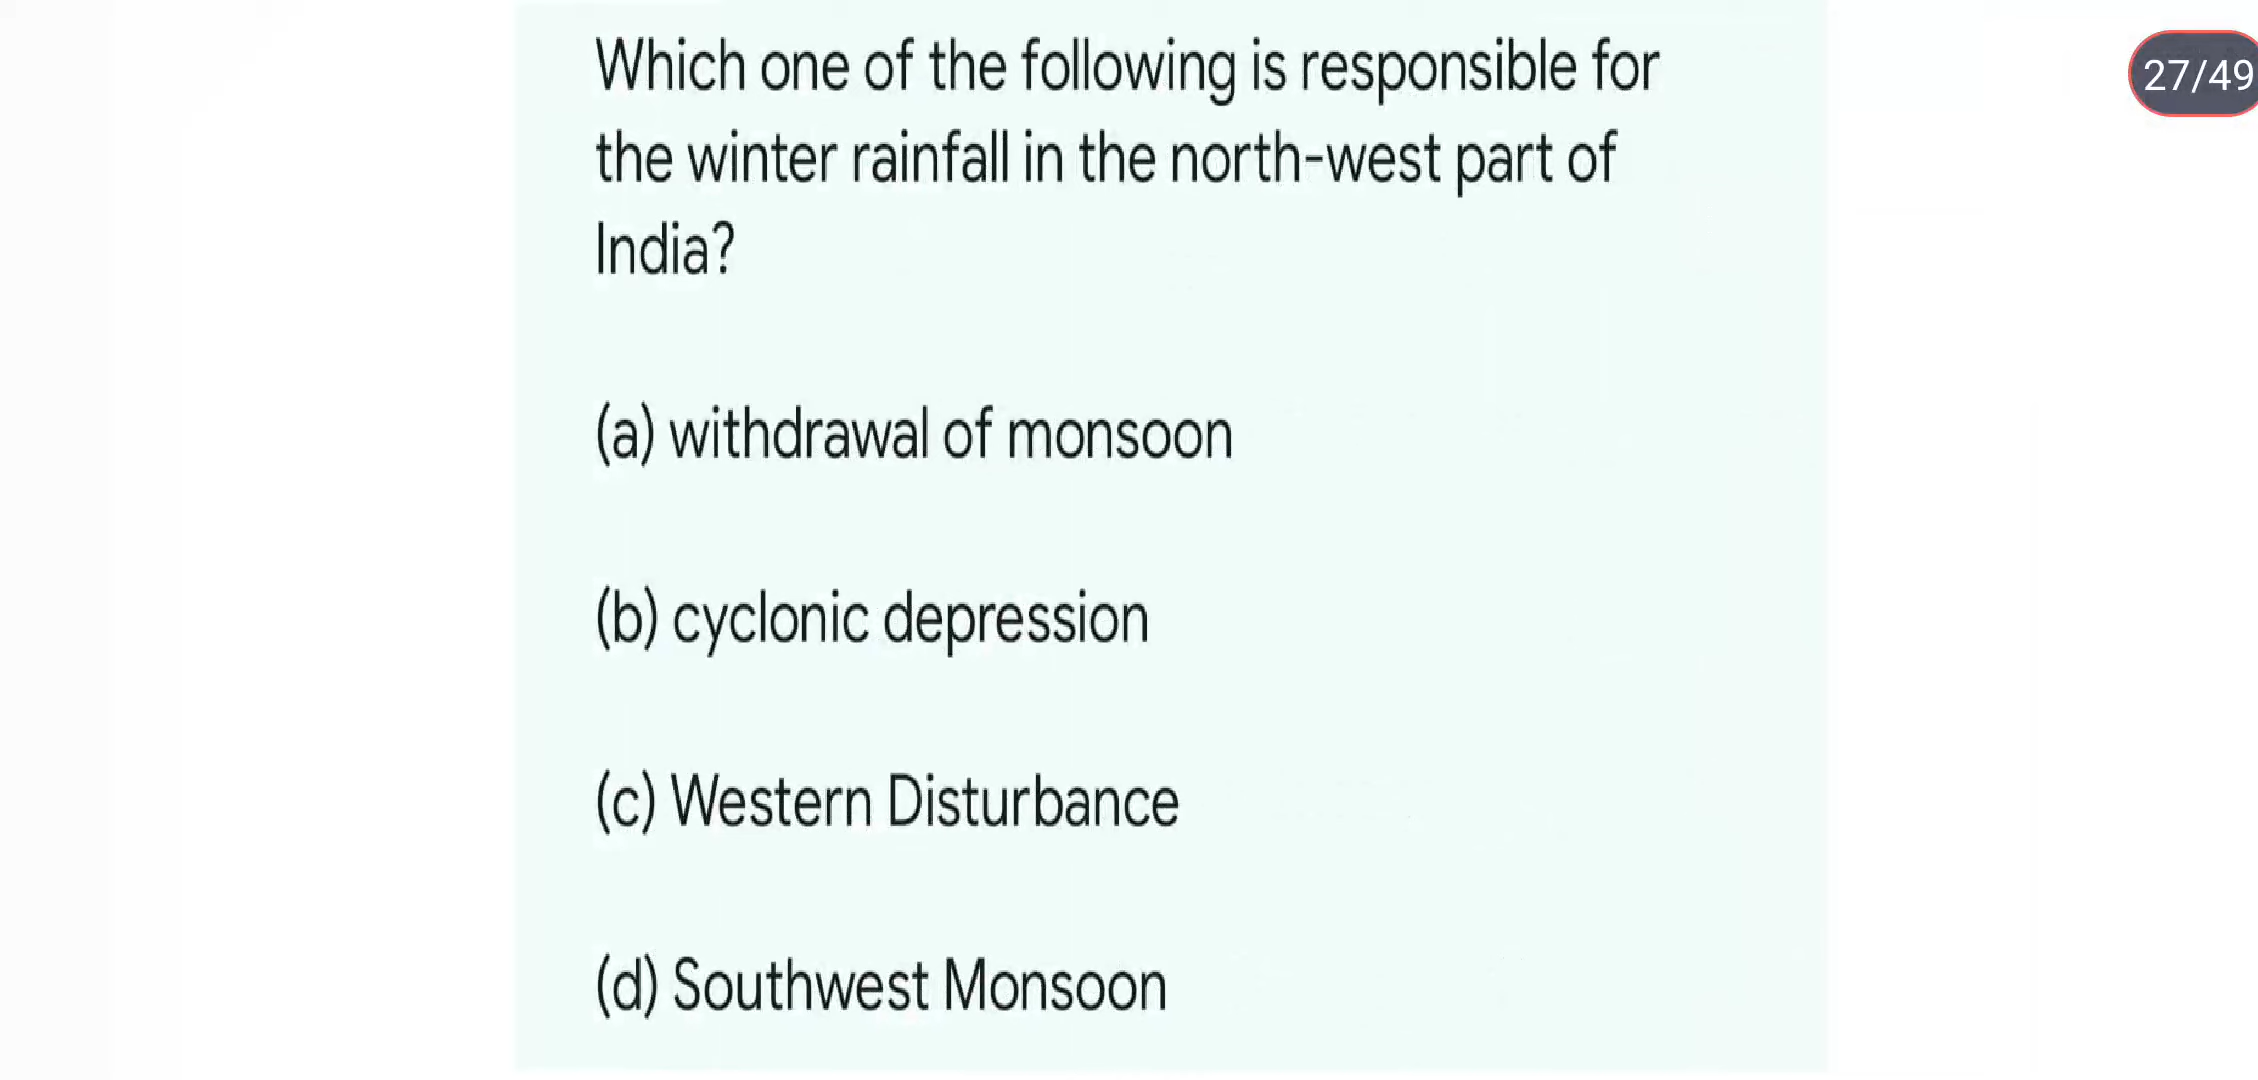 Which one of the following is responsible for
the winter rainfall in the north-west part of
India?
(a) withdrawal of monsoon
(b) cyclonic depression
(c) Western Disturbance
(d) Southwest Monsoon
27/49